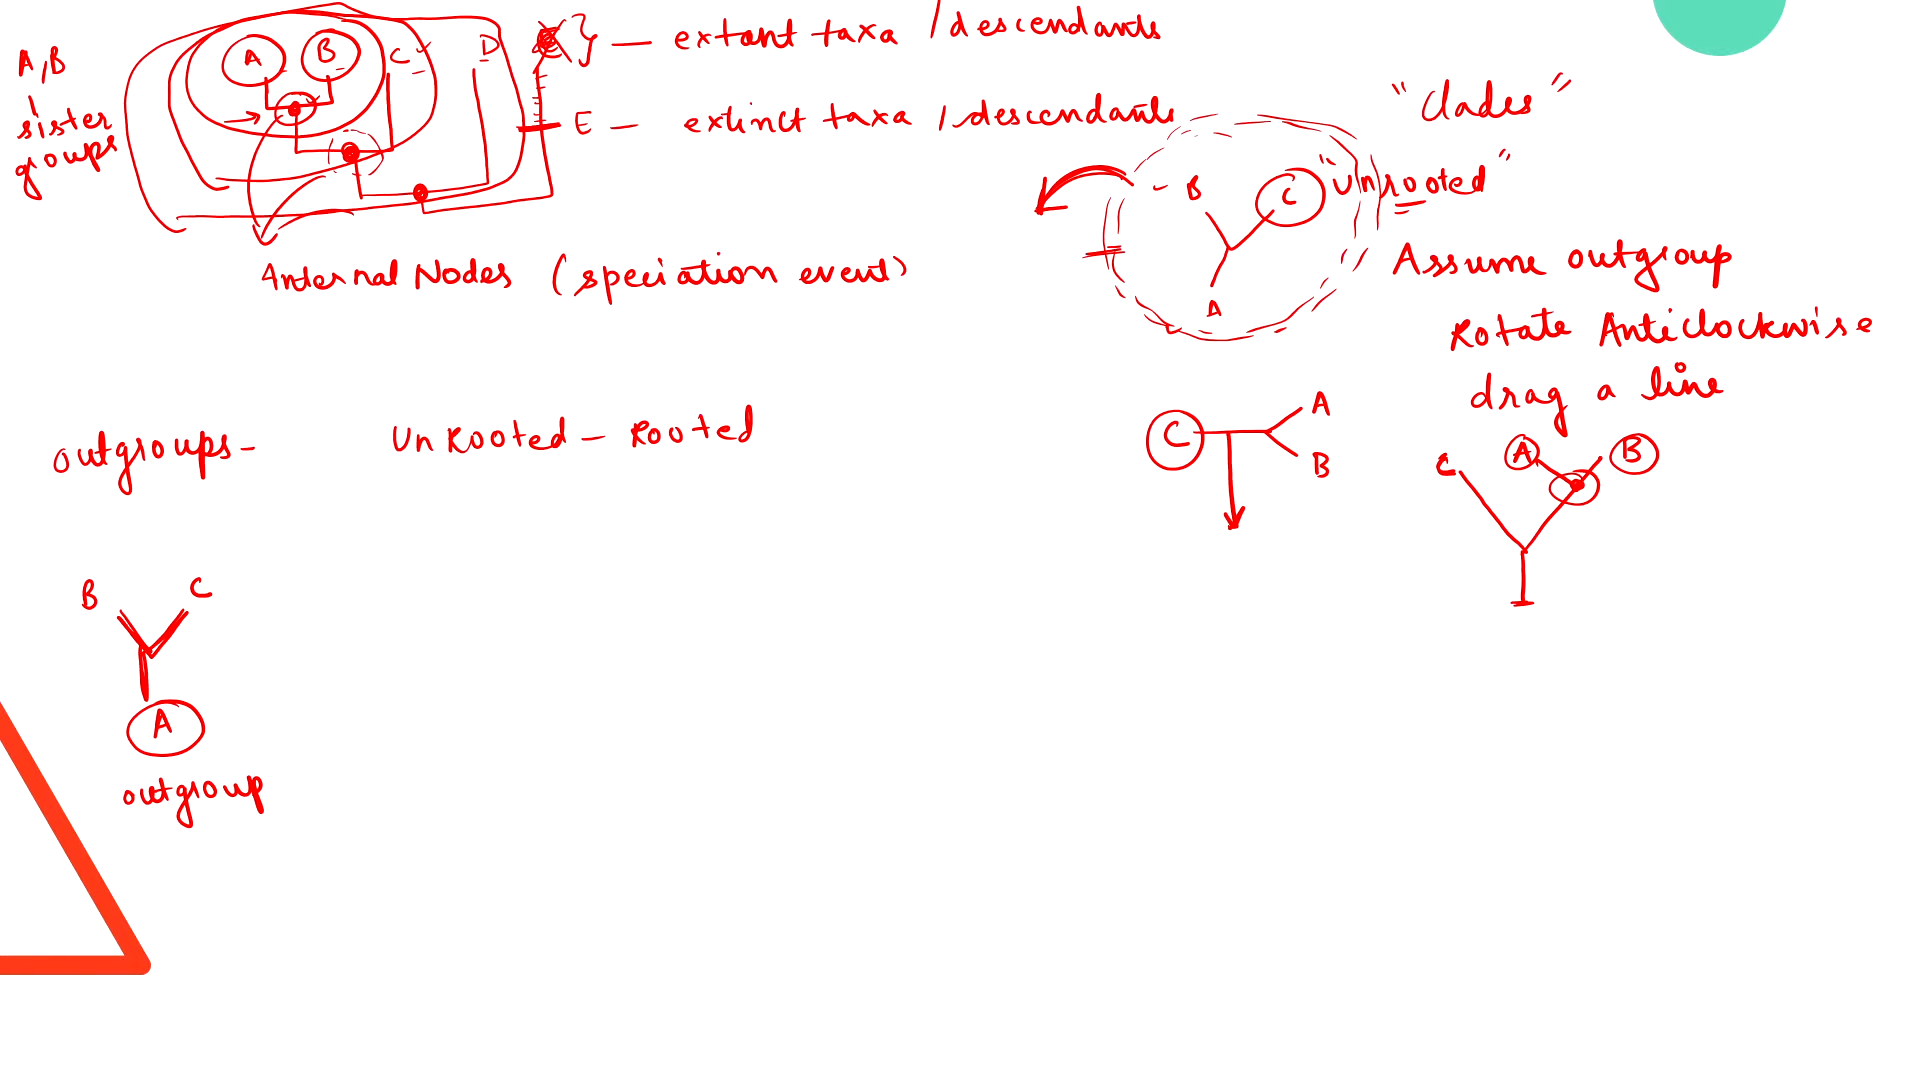 A B C D } — extant taxa / descendants
A, B
sister
groups
E — extinct taxa / descendants
"Clades"
"Unrooted"
B C
A
Internal Nodes (speciation event)
Assume outgroup
Rotate Anticlockwise
drag a line
outgroups - UnRooted – Rooted
C A
B
C A B
B C
A
outgroup